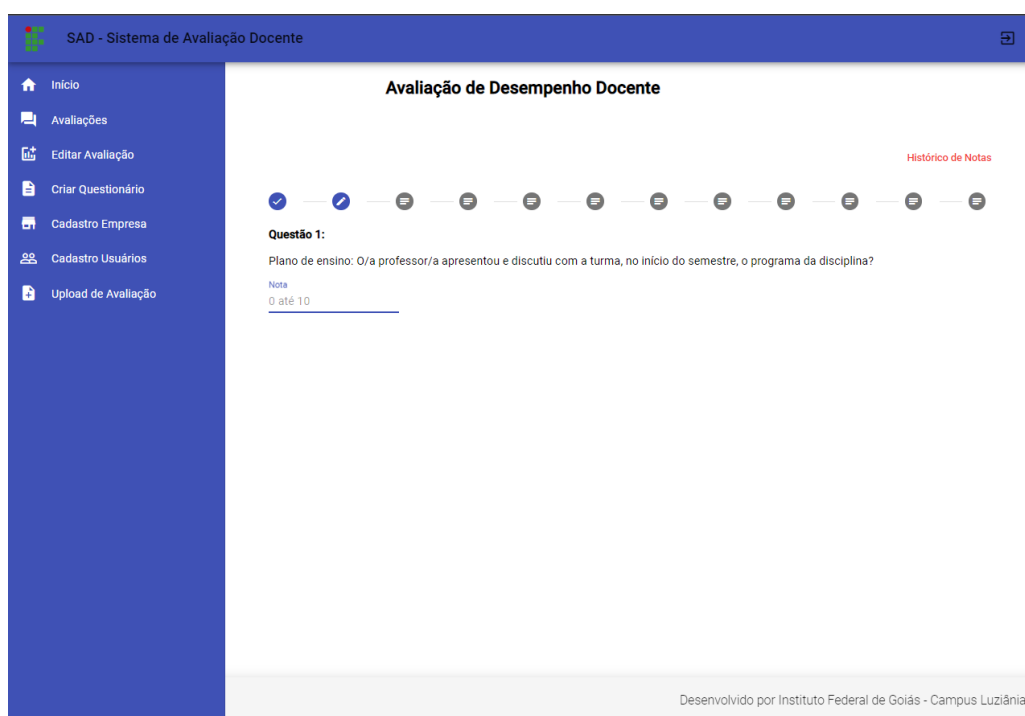 SAD - Sistema de Avaliação Docente
Início
Avaliações
Editar Avaliação
Criar Questionário
Cadastro Empresa
Cadastro Usuários
Upload de Avaliação
Avaliação de Desempenho Docente
Histórico de Notas
Questão 1:
Plano de ensino: O/a professor/a apresentou e discutiu com a turma, no início do semestre, o programa da disciplina?
Nota
0 até 10
Desenvolvido por Instituto Federal de Goiás - Campus Luziânia